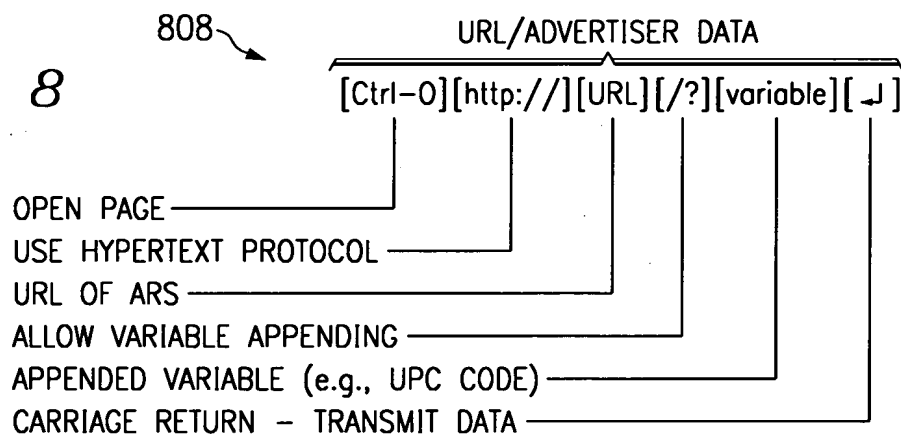 808
URL/ADVERTISER DATA
8
[Ctrl-O][http://][URL][/?][variable][↵]
OPEN PAGE
USE HYPERTEXT PROTOCOL
URL OF ARS
ALLOW VARIABLE APPENDING
APPENDED VARIABLE (e.g., UPC CODE)
CARRIAGE RETURN - TRANSMIT DATA